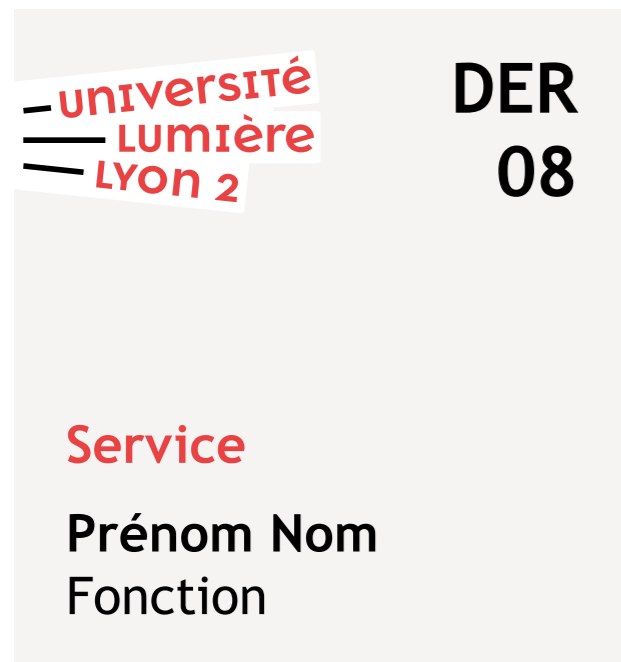 université
Lumière
Lyon 2
DER
08
Service
Prénom Nom
Fonction